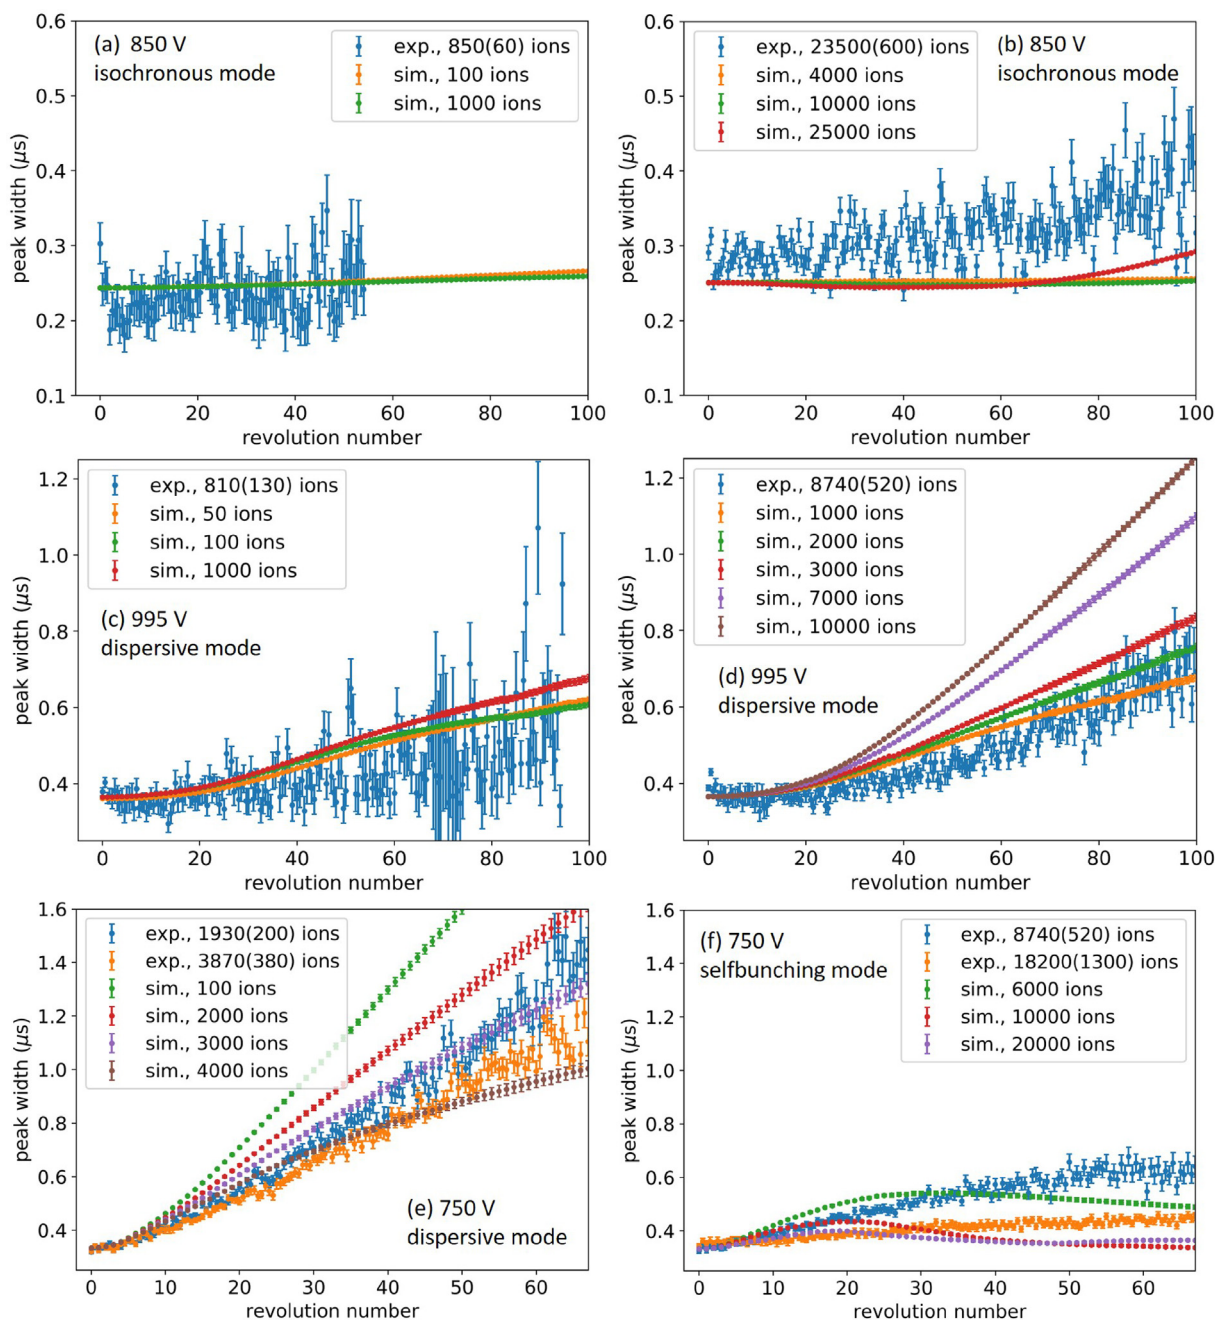 (a) 850 V
isochronous mode
exp., 850(60) ions
sim., 100 ions
sim., 1000 ions
0.6
0.5
0.4
0.3
0.2
0.1
peak width (μs)
0 20 40 60 80 100
revolution number
exp., 23500(600) ions
sim., 4000 ions
sim., 10000 ions
sim., 25000 ions
(b) 850 V
isochronous mode
0.6
0.5
0.4
0.3
0.2
0.1
peak width (μs)
0 20 40 60 80 100
revolution number
exp., 810(130) ions
sim., 50 ions
sim., 100 ions
sim., 1000 ions
(c) 995 V
dispersive mode
1.2
1.0
0.8
0.6
0.4
peak width (μs)
0 20 40 60 80 100
revolution number
exp., 8740(520) ions
sim., 1000 ions
sim., 2000 ions
sim., 3000 ions
sim., 7000 ions
sim., 10000 ions
(d) 995 V
dispersive mode
1.2
1.0
0.8
0.6
0.4
peak width (μs)
0 20 40 60 80 100
revolution number
exp., 1930(200) ions
exp., 3870(380) ions
sim., 100 ions
sim., 2000 ions
sim., 3000 ions
sim., 4000 ions
(e) 750 V
dispersive mode
1.6
1.4
1.2
1.0
0.8
0.6
0.4
peak width (μs)
0 10 20 30 40 50 60
revolution number
(f) 750 V
selfbunching mode
exp., 8740(520) ions
exp., 18200(1300) ions
sim., 6000 ions
sim., 10000 ions
sim., 20000 ions
1.6
1.4
1.2
1.0
0.8
0.6
0.4
peak width (μs)
0 10 20 30 40 50 60
revolution number